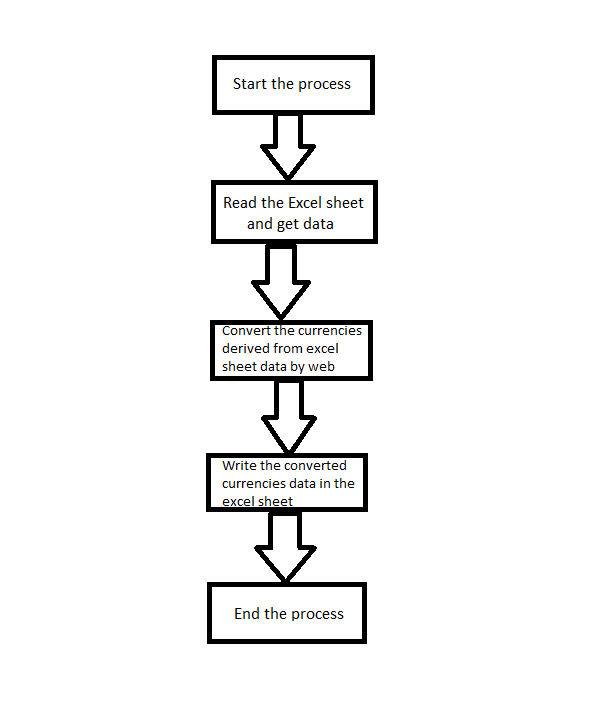 Start the process
Read the Excel sheet
and get data
Convert the currencies
derived from excel
sheet data by web
Write the converted
currencies data in the
excel sheet
End the process